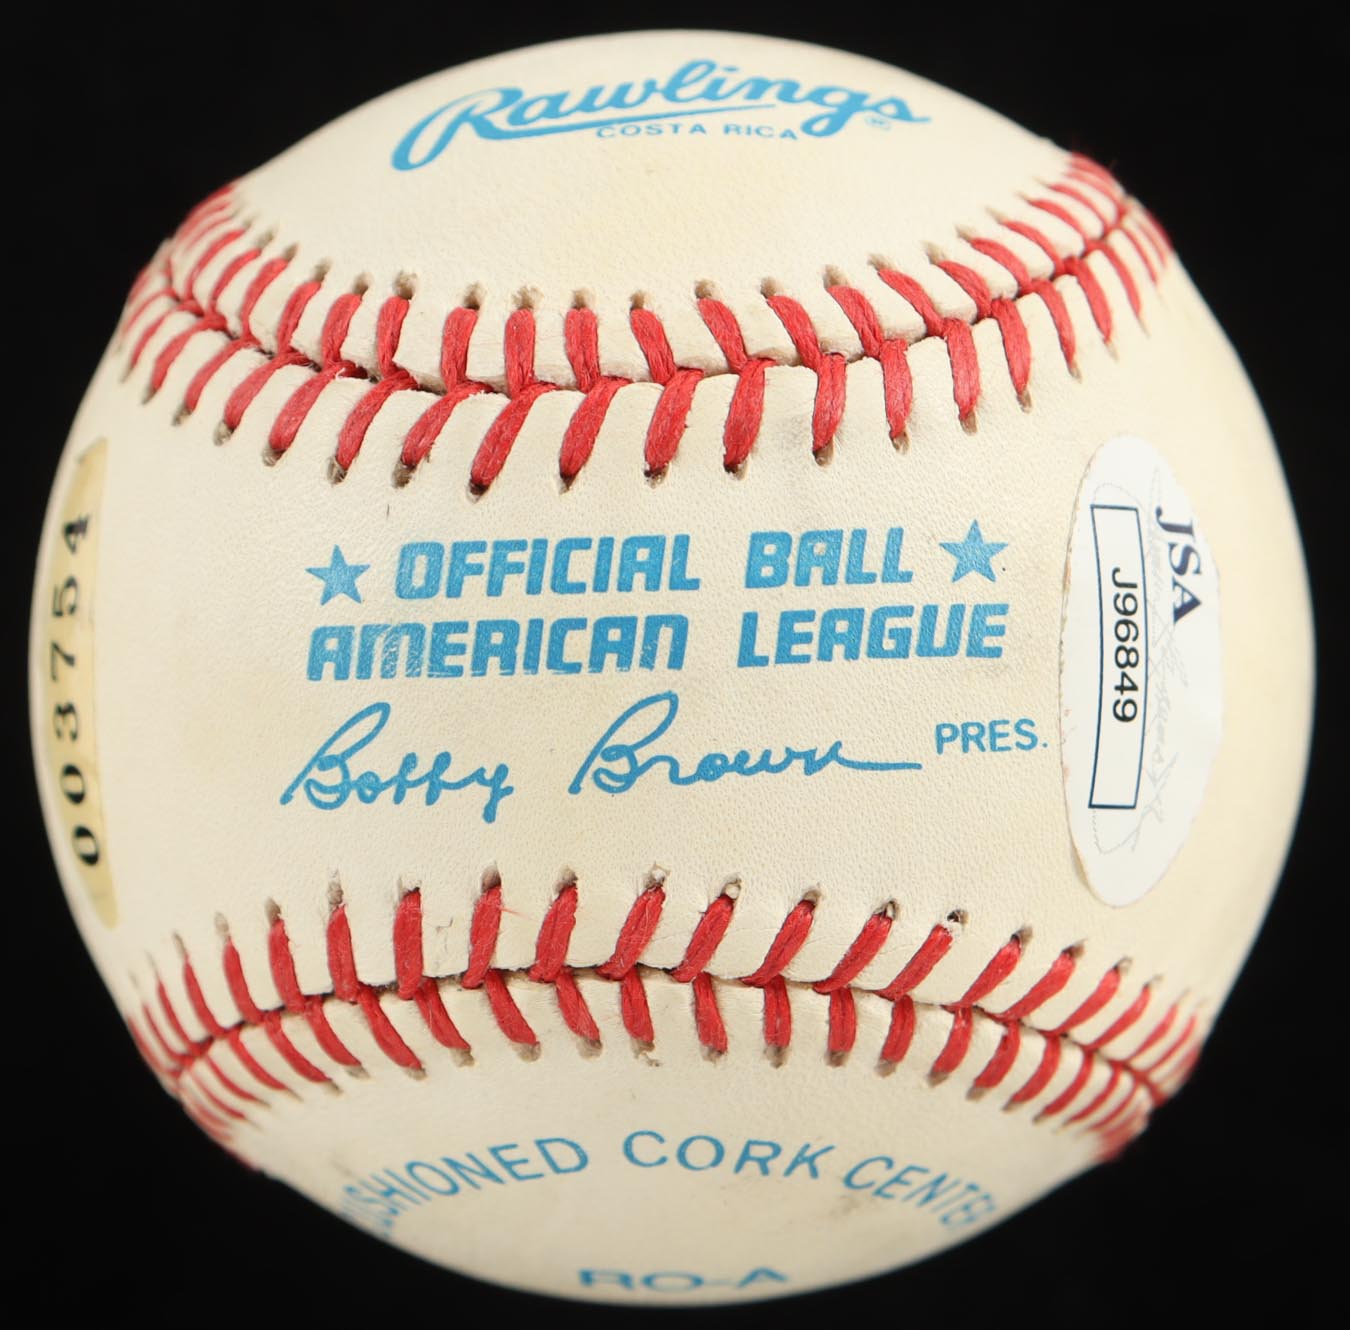 Rawlings®
COSTA RICA
OFFICIAL BALL
AMERICAN LEAGUE
Bobby Brown PRES.
CUSHIONED CORK CENTER
RO-A
003754
JSA
J96849